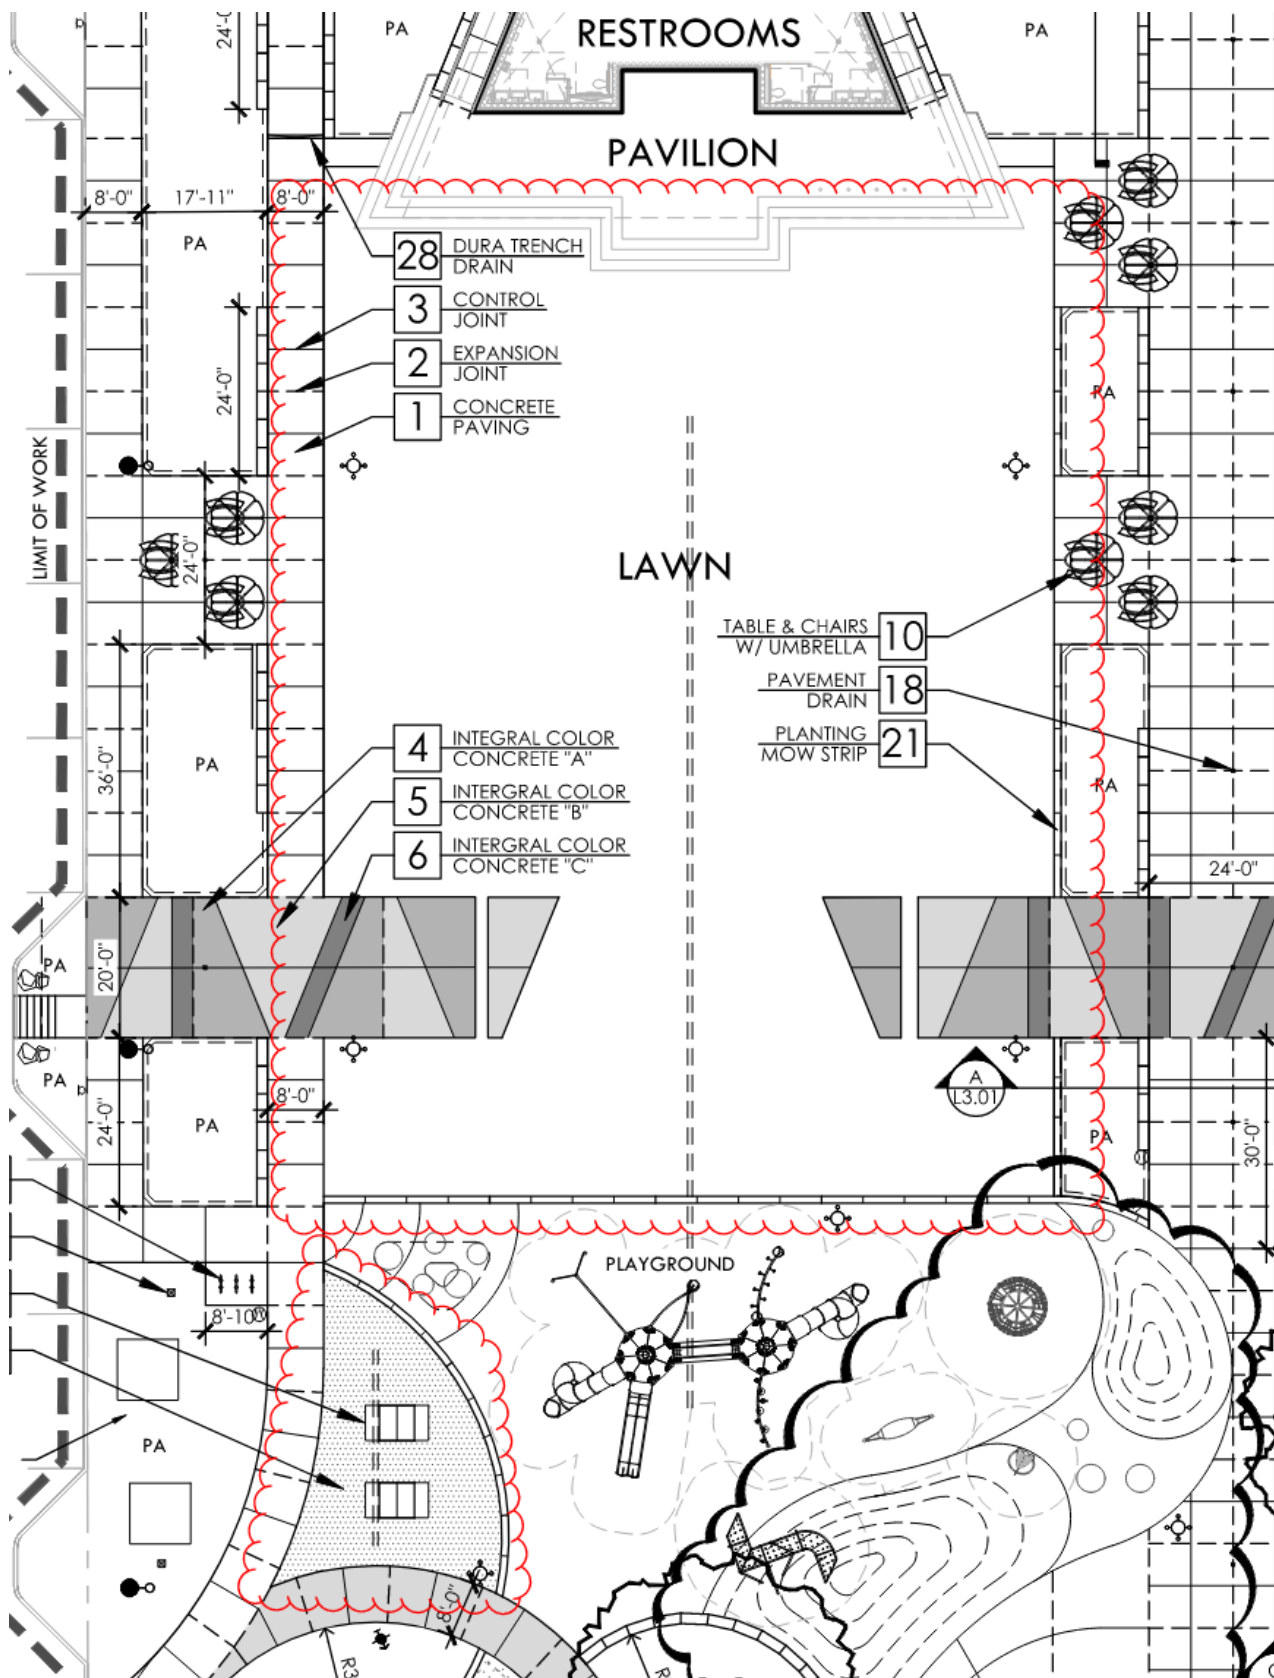 RESTROOMS
PA
PA
24'-0
PAVILION
8'-0"
17'-11"
8'-0"
PA
28
DURA TRENCH
DRAIN
3
CONTROL
JOINT
2
EXPANSION
JOINT
1
CONCRETE
PAVING
24'-0"
PA
LIMIT OF WORK
24'-0"
LAWN
TABLE & CHAIRS
W/ UMBRELLA
10
PAVEMENT
DRAIN
18
PLANTING
MOW STRIP
21
36'-0"
PA
4
INTEGRAL COLOR
CONCRETE "A"
5
INTERGRAL COLOR
CONCRETE "B"
6
INTERGRAL COLOR
CONCRETE "C"
PA
24'-0"
PA
20'-0"
PA
8'-0"
A
L3.01
24'-0"
PA
PA
30'-0"
PLAYGROUND
8'-10"
PA
8'-0"
R3
R